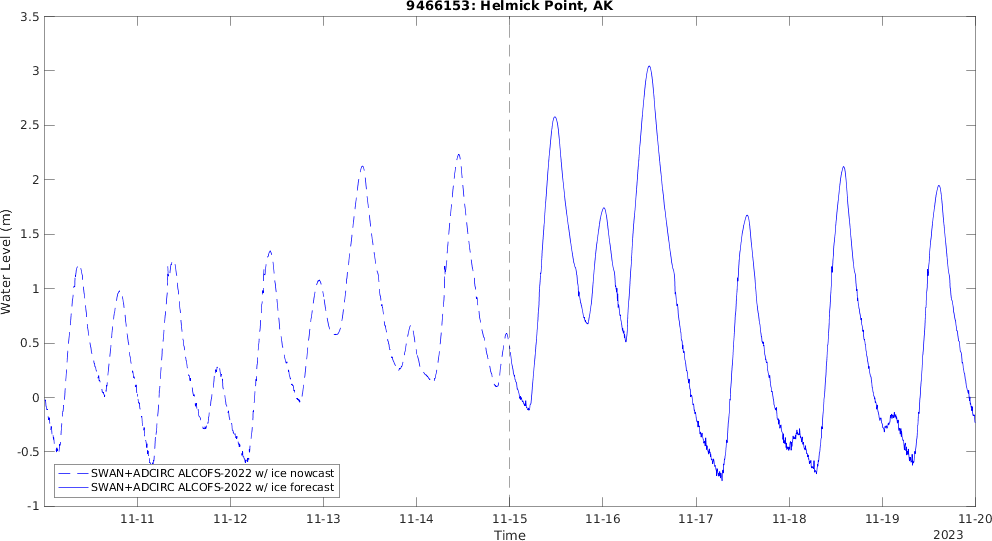 9466153: Helmick Point, AK
3.5
3
2.5
2
1.5
1
0.5
0
-0.5
-1
Water Level (m)
SWAN+ADCIRC ALCOFS-2022 w/ ice nowcast
SWAN+ADCIRC ALCOFS-2022 w/ ice forecast
11-11 11-12 11-13 11-14 11-15 11-16 11-17 11-18 11-19 11-20
Time
2023